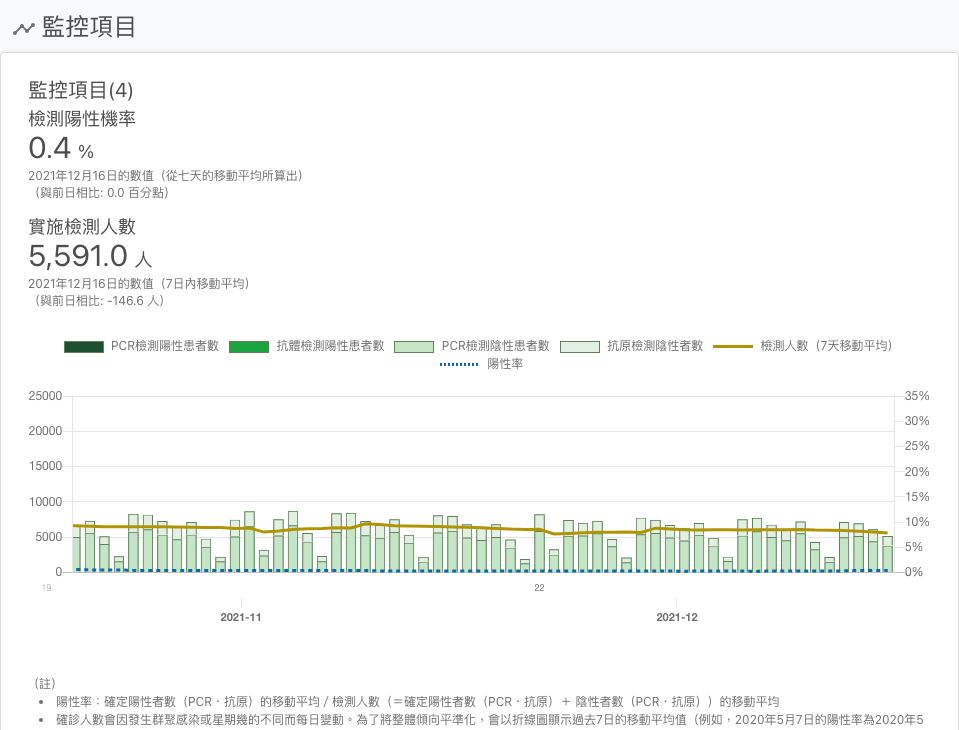 監控項目
監控項目(4)
檢測陽性機率
0.4 %
2021年12月16日的數值（從七天的移動平均所算出）
（與前日相比: 0.0 百分點）
實施檢測人數
5,591.0 人
2021年12月16日的數值（7日內移動平均）
（與前日相比: -146.6 人）
PCR檢測陽性患者數 抗體檢測陽性患者數 PCR檢測陰性患者數 抗原檢測陰性者數 檢測人數（7天移動平均）
陽性率
25000 35%
30%
20000
25%
15000
20%
15%
10000
10%
5000
5%
0 0%
19 22
2021-11 2021-12
（註）
• 陽性率：確定陽性者數（PCR・抗原）的移動平均 / 檢測人數（＝確定陽性者數（PCR・抗原）＋ 陰性者數（PCR・抗原））的移動平均
• 確診人數會因發生群聚感染或星期幾的不同而每日變動。為了將整體傾向平準化，會以折線圖顯示過去7日的移動平均值（例如，2020年5月7日的陽性率為2020年5